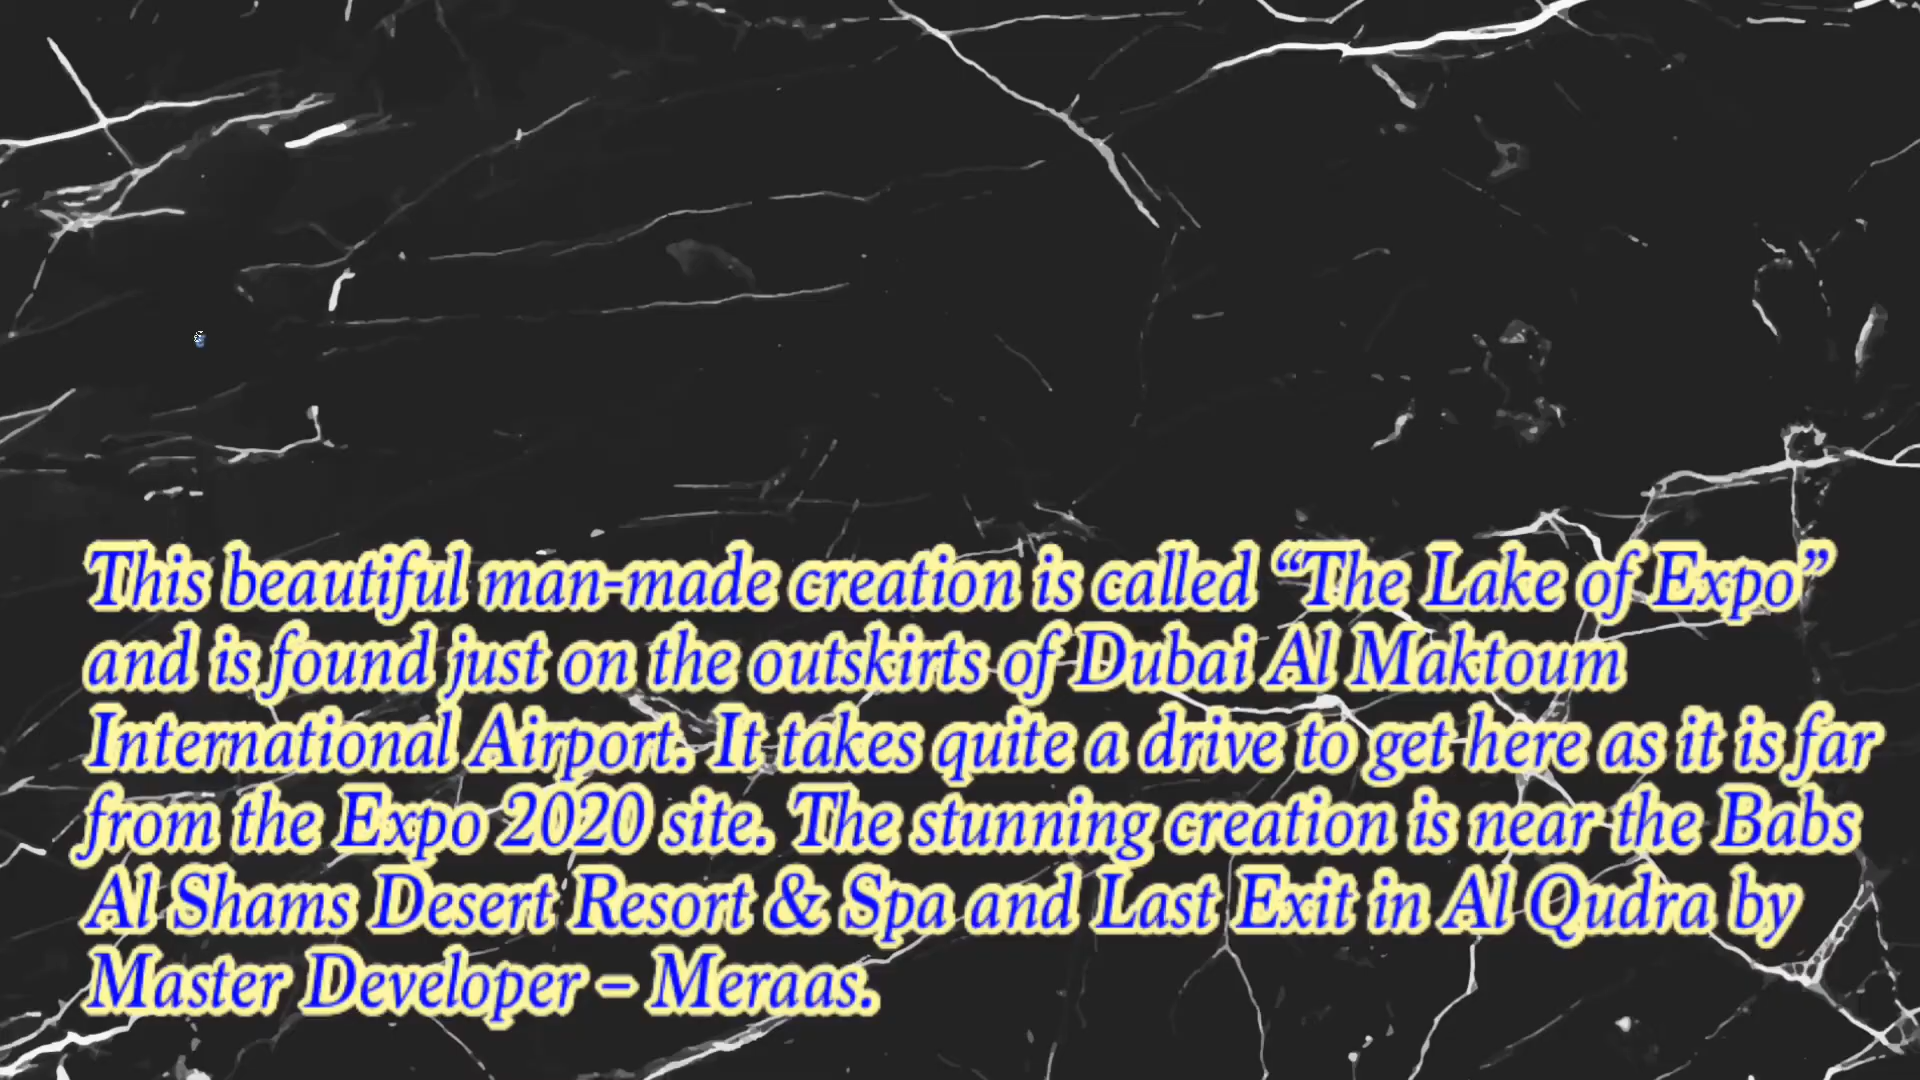 This beautiful man-made creation is called “The Lake of Expo”
and is found just on the outskirts of Dubai Al Maktoum
International Airport. It takes quite a drive to get here as it is far
from the Expo 2020 site. The stunning creation is near the Babs
Al Shams Desert Resort & Spa and Last Exit in Al Qudra by
Master Developer – Meraas.